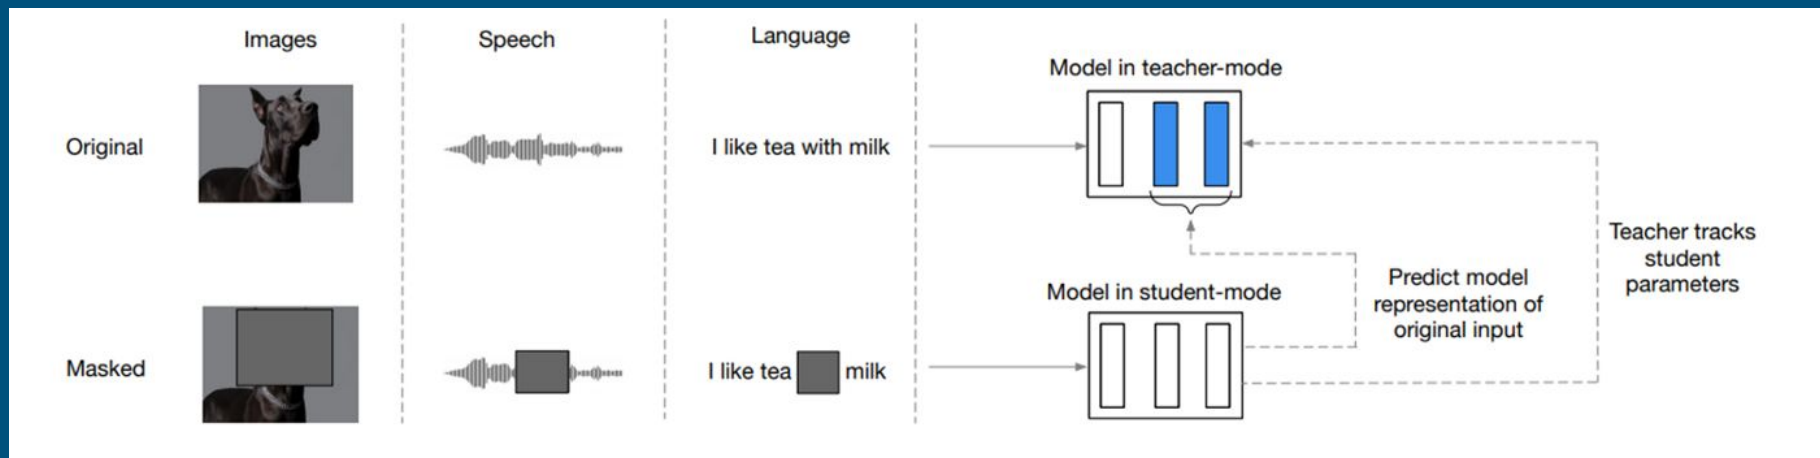 Images
Speech
Language
Model in teacher-mode
Original
I like tea with milk
Teacher tracks
student
parameters
Predict model
representation of
original input
Model in student-mode
Masked
I like tea milk